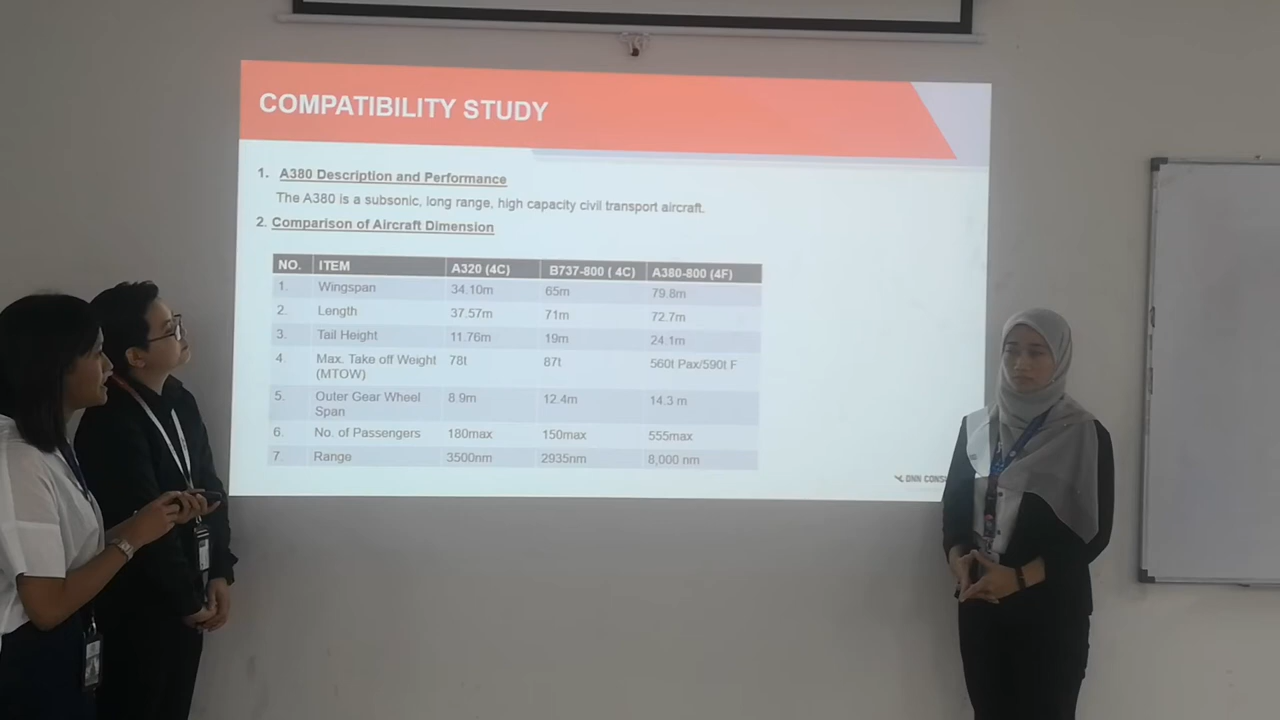 COMPATIBILITY STUDY
1. A380 Description and Performance
The A380 is a subsonic, long range, high capacity civil transport aircraft.
2. Comparison of Aircraft Dimension
NO. ITEM A320 (4C) B737-800 ( 4C) A380-800 (4F)
1. Wingspan 34.10m 65m 79.8m
2. Length 37.57m 71m 72.7m
3. Tail Height 11.76m 19m 24.1m
4 Max. Take off Weight (MTOW) 78t 87t 560t Pax/590t F
5. Outer Gear Wheel Span 8.9m 12.4m 14.3 m
6. No. of Passengers 180max 150max 555max
7 Range 3500nm 2935nm 8,000 nm
DNN CONS